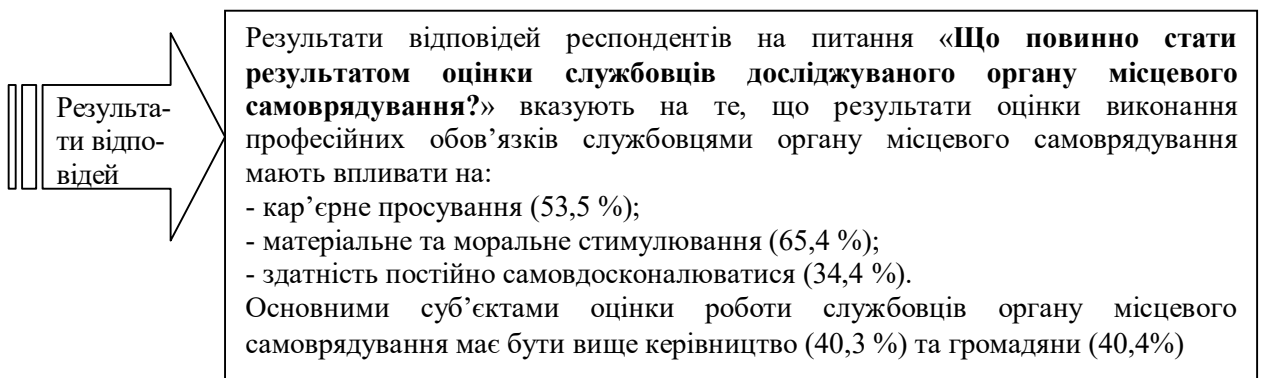 Результа-
ти відпо-
відей
Результати відповідей респондентів на питання «Що повинно стати
результатом оцінки службовців досліджуваного органу місцевого
самоврядування?» вказують на те, що результати оцінки виконання
професійних обов’язків службовцями органу місцевого самоврядування
мають впливати на:
- кар’єрне просування (53,5 %);
- матеріальне та моральне стимулювання (65,4 %);
- здатність постійно самовдосконалюватися (34,4 %).
Основними суб’єктами оцінки роботи службовців органу місцевого
самоврядування має бути вище керівництво (40,3 %) та громадяни (40,4%)